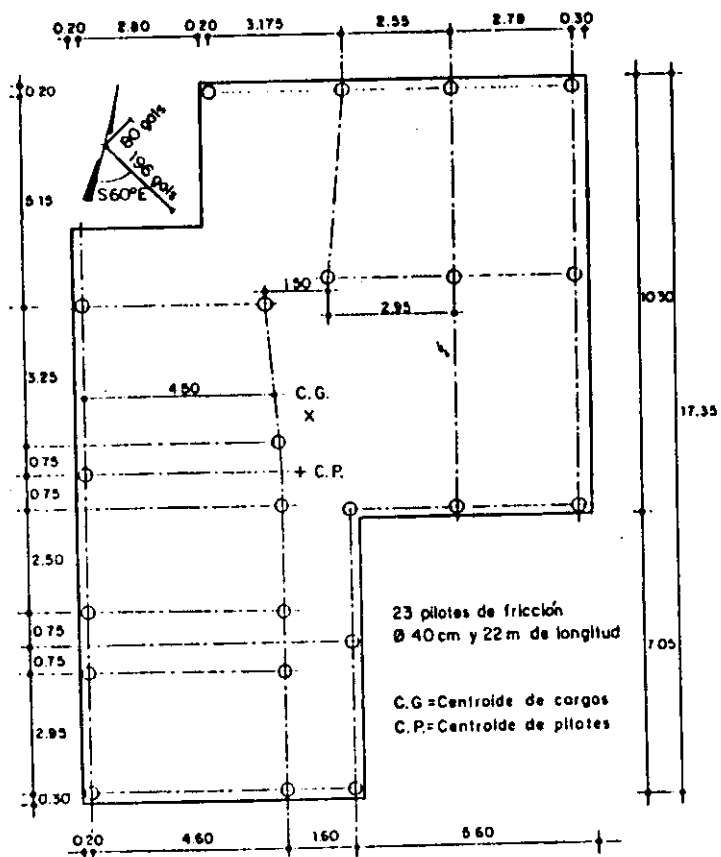 0.20 2.80 0.20 3.175 2.55 2.78 0.30
0.20
80 gals
196 gals
S60°E
5.15
1.50
2.95
10.30
3.25
4.50
C.G.
x
17.35
0.75
+ C.P.
0.75
2.50
23 pilotes de fricción
Ø 40 cm y 22 m de longitud
0.75
7.05
0.75
C.G = Centroide de cargas
C.P. = Centroide de pilotes
2.95
0.30
0.20 4.60 1.60 5.60